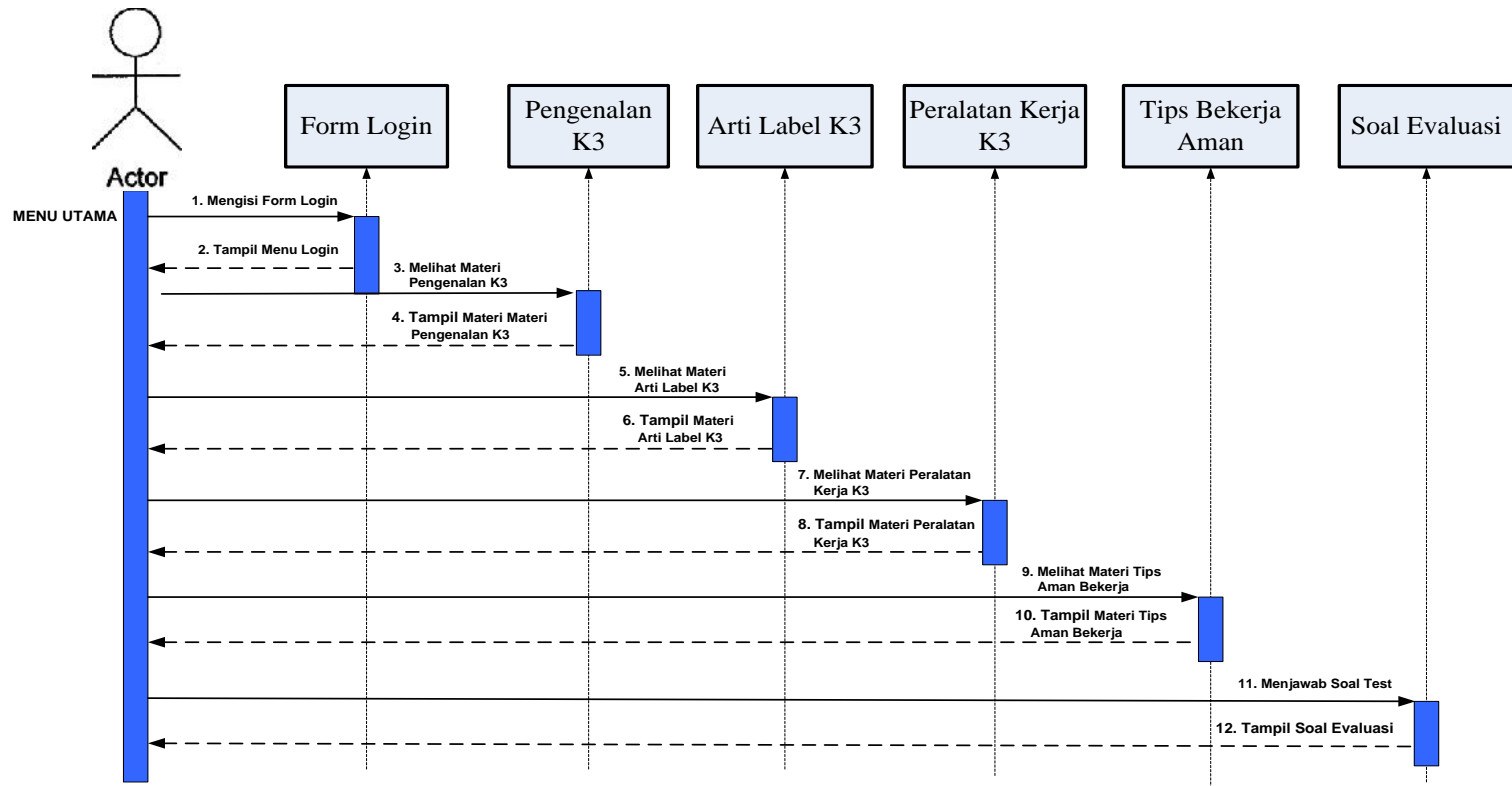 Form Login
Pengenalan
K3
Arti Label K3
Peralatan Kerja
K3
Tips Bekerja
Aman
Soal Evaluasi
Actor
MENU UTAMA
1. Mengisi Form Login
2. Tampil Menu Login
3. Melihat Materi
Pengenalan K3
4. Tampil Materi Materi
Pengenalan K3
5. Melihat Materi
Arti Label K3
6. Tampil Materi
Arti Label K3
7. Melihat Materi Peralatan
Kerja K3
8. Tampil Materi Peralatan
Kerja K3
9. Melihat Materi Tips
Aman Bekerja
10. Tampil Materi Tips
Aman Bekerja
11. Menjawab Soal Test
12. Tampil Soal Evaluasi